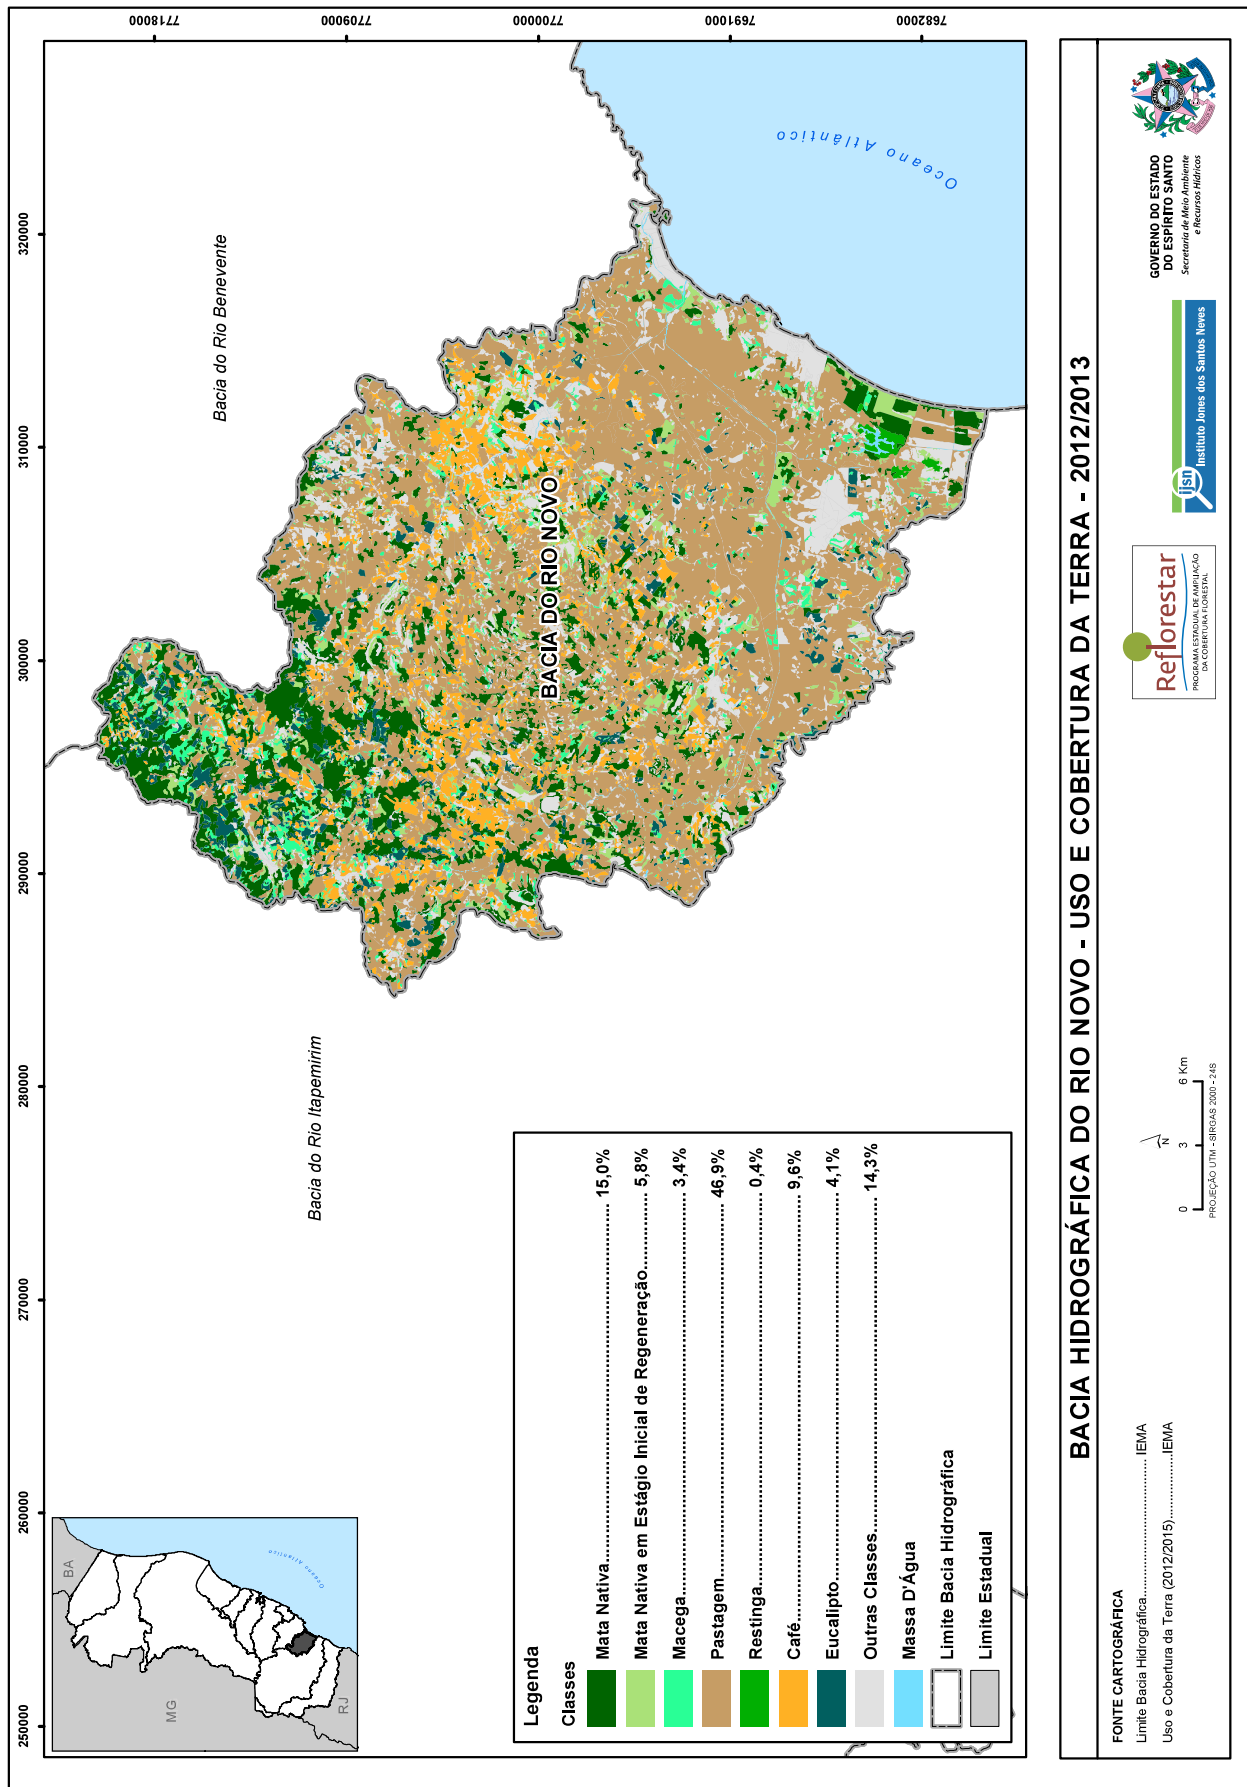 250000
260000
270000
280000
290000
300000
310000
320000
7718000
7709000
7700000
7691000
7682000
BA
MG
RJ
Oceano Atlântico
Bacia do Rio Itapemirim
Bacia do Rio Benevente
BACIA DO RIO NOVO
Oceano Atlântico
Legenda
Classes
Mata Nativa 15,0%
Mata Nativa em Estágio Inicial de Regeneração 5,8%
Macega 3,4%
Pastagem 46,9%
Restinga 0,4%
Café 9,6%
Eucalipto 4,1%
Outras Classes 14,3%
Massa D'Água
Limite Bacia Hidrográfica
Limite Estadual
BACIA HIDROGRÁFICA DO RIO NOVO - USO E COBERTURA DA TERRA - 2012/2013
FONTE CARTOGRÁFICA
Limite Bacia Hidrográfica IEMA
Uso e Cobertura da Terra (2012/2015) IEMA
N
0 3 6 Km
PROJEÇÃO UTM - SIRGAS 2000 - 24S
Reflorestar
PROGRAMA ESTADUAL DE AMPLIAÇÃO
DA COBERTURA FLORESTAL
ijsn
Instituto Jones dos Santos Neves
GOVERNO DO ESTADO
DO ESPÍRITO SANTO
Secretaria de Meio Ambiente
e Recursos Hídricos